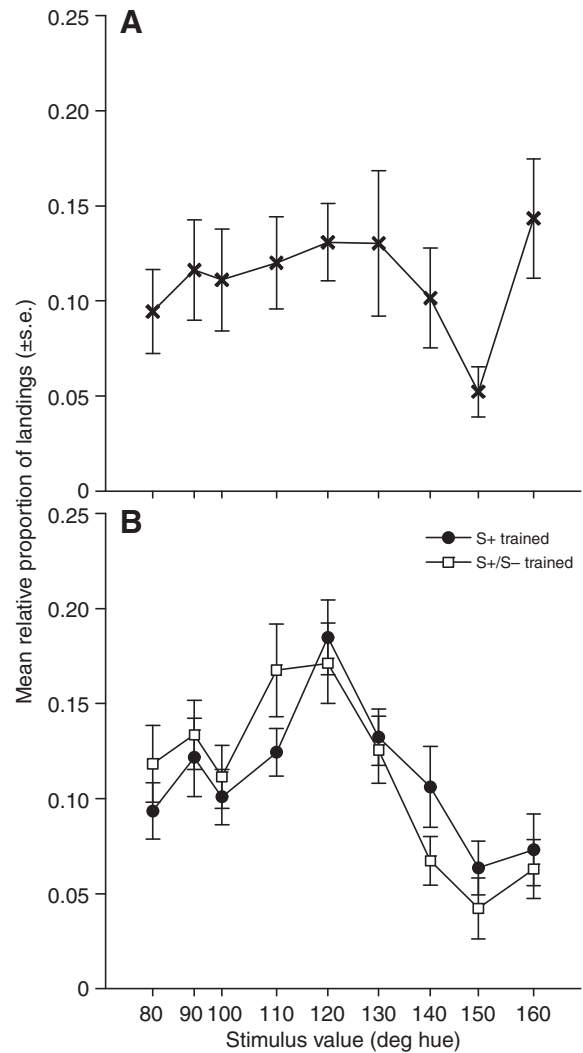 A
0.25
0.20
0.15
0.10
0.05
0
B
0.25
0.20
0.15
0.10
0.05
0
S+ trained
S+/S– trained
Mean relative proportion of landings (±s.e.)
80 90 100 110 120 130 140 150 160
Stimulus value (deg hue)